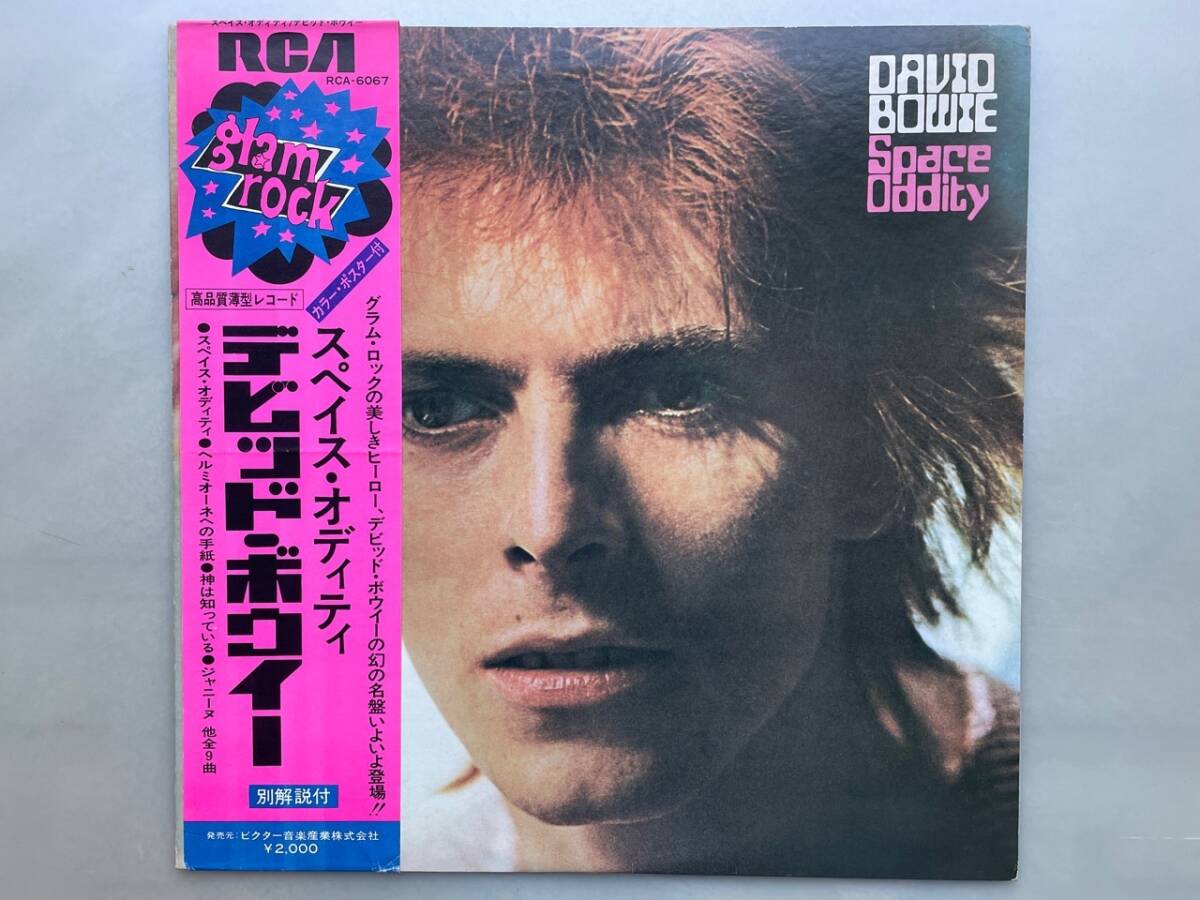 スペイス・オディティ/デビッド・ボウイー
RCA
RCA-6067
glam
rock
カラー・ポスター付
高品質薄型レコード
グラム・ロックの美しきヒーロー、デビッド・ボウイーの幻の名盤いよいよ登場!!
スペイス・オディティ
デビッド・ボウイー
●スペイス・オディティ●ヘルミオーネへの手紙●神は知っている●ジャニーヌ 他全9曲
別解説付
発売元:ビクター音楽産業株式会社
¥2,000
DAVID
BOWIE
Space
Oddity